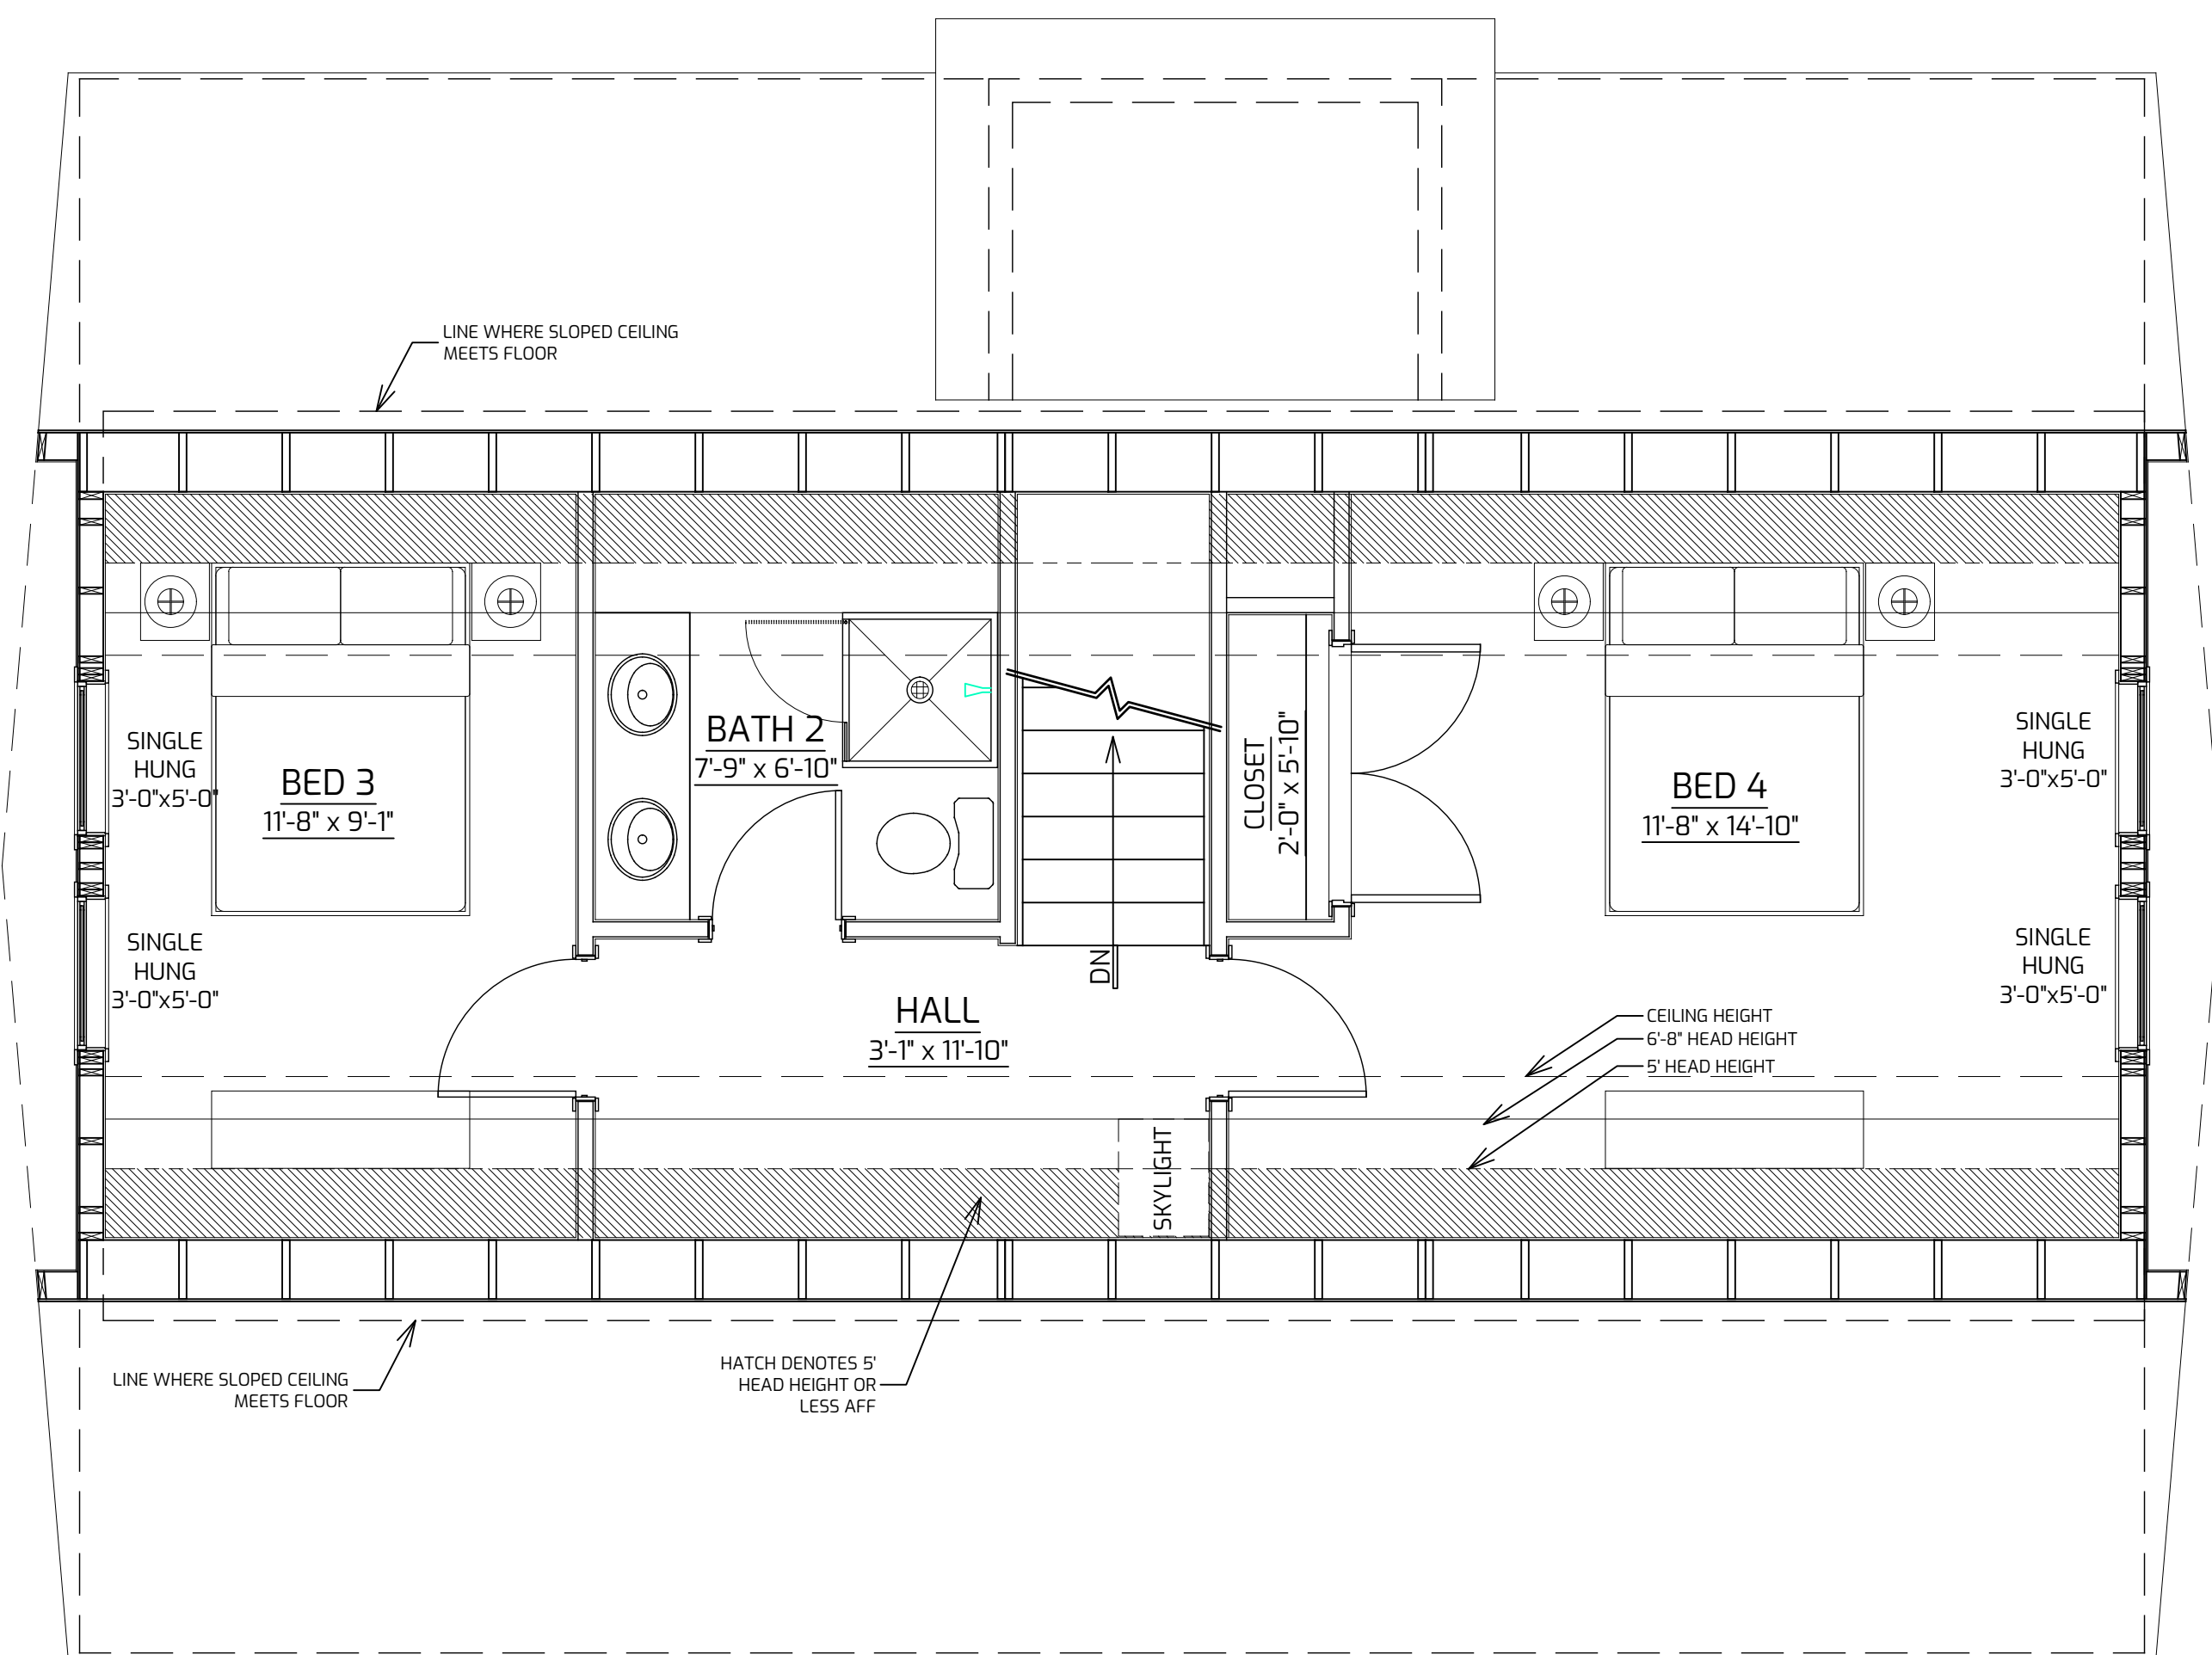 LINE WHERE SLOPED CEILING
MEETS FLOOR
SINGLE
HUNG
3'-0"x5'-0"
BED 3
11'-8" x 9'-1"
SINGLE
HUNG
3'-0"x5'-0"
BATH 2
7'-9" x 6'-10"
CLOSET
2'-0" x 5'-10"
BED 4
11'-8" x 14'-10"
SINGLE
HUNG
3'-0"x5'-0"
SINGLE
HUNG
3'-0"x5'-0"
DN
HALL
3'-1" x 11'-10"
CEILING HEIGHT
6'-8" HEAD HEIGHT
5' HEAD HEIGHT
SKYLIGHT
LINE WHERE SLOPED CEILING
MEETS FLOOR
HATCH DENOTES 5'
HEAD HEIGHT OR
LESS AFF